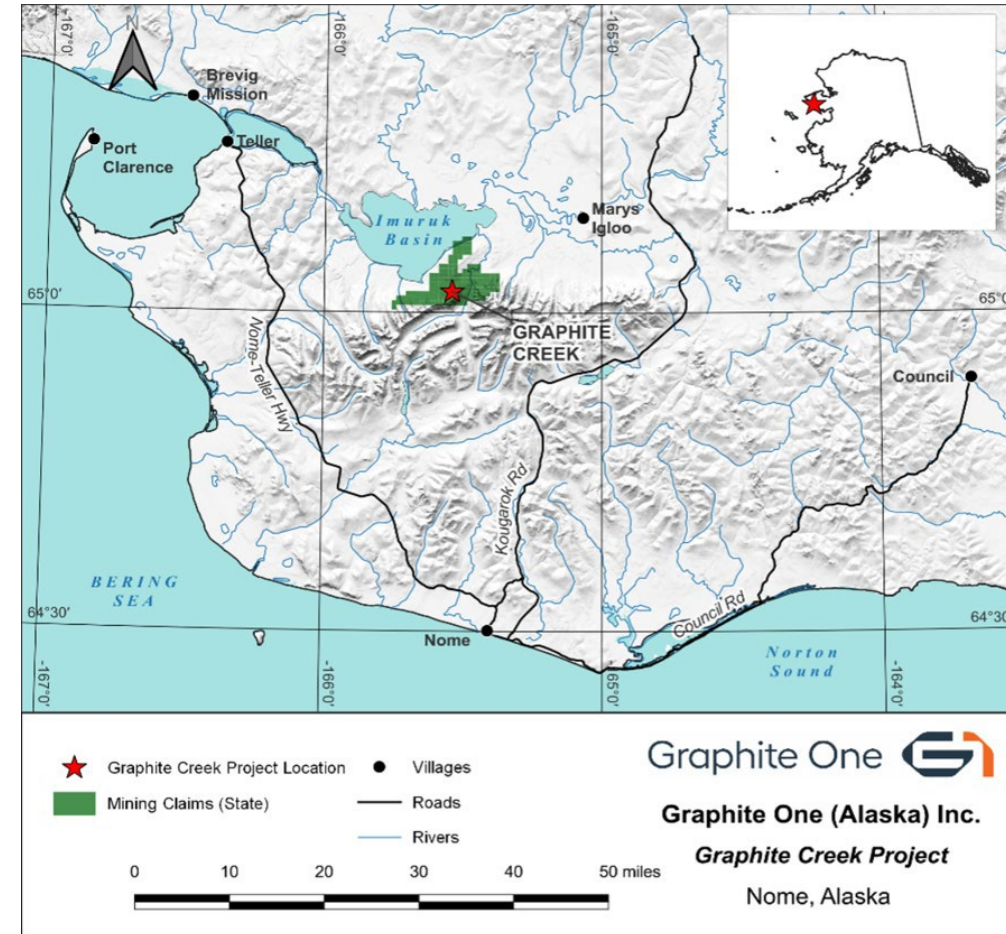 -167°0'
-166°0'
-165°0'
N
Brevig
Mission
Port
Clarence
Teller
Imuruk
Basin
Marys
Igloo
65°0'
65°0'
GRAPHITE
CREEK
Nome-Teller Hwy
Kougarok Rd
Council
BERING
SEA
64°30'
64°30'
Nome
Council Rd
Norton
Sound
-167°0'
-166°0'
-165°0'
-164°0'
Graphite Creek Project Location
Villages
Mining Claims (State)
Roads
Rivers
0 10 20 30 40 50 miles
Graphite One G1
Graphite One (Alaska) Inc.
Graphite Creek Project
Nome, Alaska